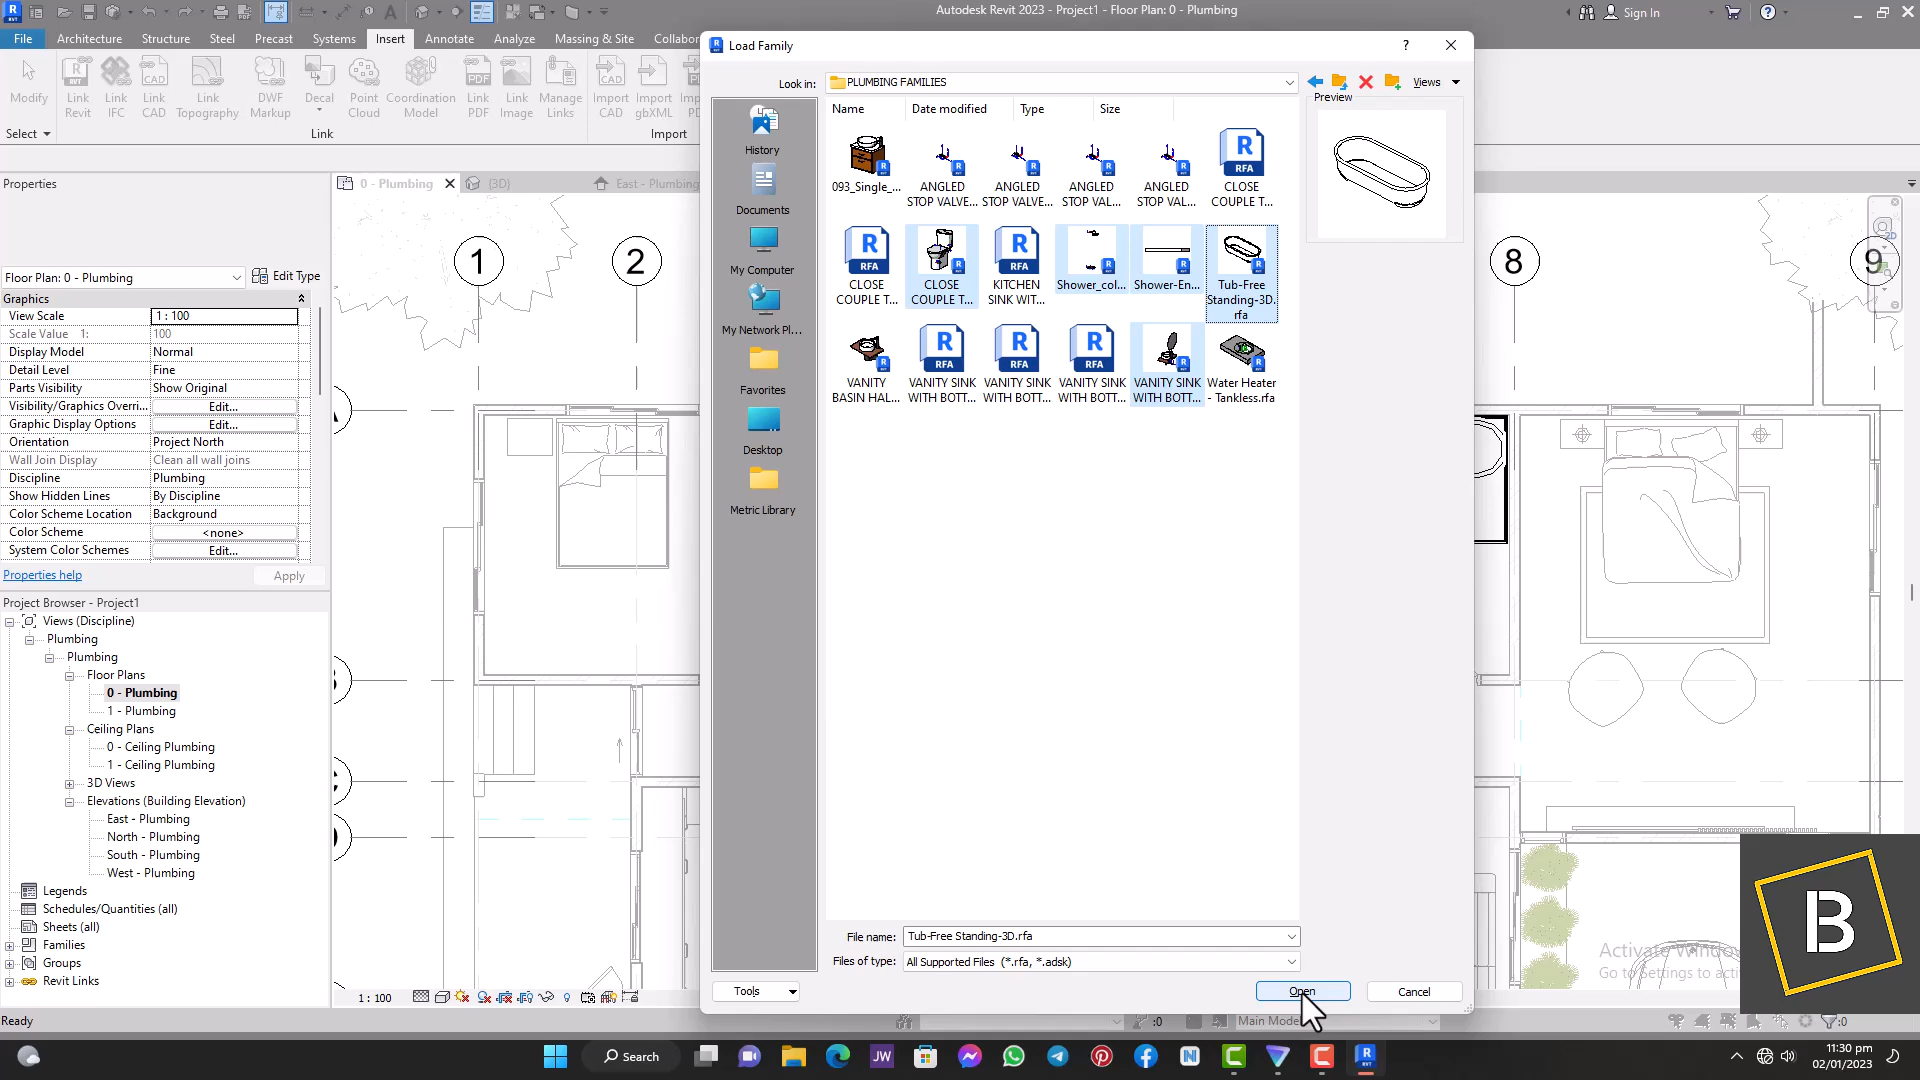 Autodesk Revit 2023 - Project1 - Floor Plan: 0 - Plumbing
Sign In
File Architecture Structure Steel Precast Systems Insert Annotate Analyze Massing & Site Collabor
Modify
Link Revit
Link IFC
Link CAD
Link Topography
DWF Markup
Decal
Point Cloud
Coordination Model
Link PDF
Link Image
Manage Links
Import CAD
Import gbXML
Select
Link
Import
Properties
0 - Plumbing
{3D}
East - Plumbing
Floor Plan: 0 - Plumbing
Edit Type
Graphics
View Scale 1 : 100
Scale Value 1: 100
Display Model Normal
Detail Level Fine
Parts Visibility Show Original
Visibility/Graphics Overri... Edit...
Graphic Display Options Edit...
Orientation Project North
Wall Join Display Clean all wall joins
Discipline Plumbing
Show Hidden Lines By Discipline
Color Scheme Location Background
Color Scheme <none>
System Color Schemes Edit...
Properties help
Apply
Project Browser - Project1
Views (Discipline)
Plumbing
Plumbing
Floor Plans
0 - Plumbing
1 - Plumbing
Ceiling Plans
0 - Ceiling Plumbing
1 - Ceiling Plumbing
3D Views
Elevations (Building Elevation)
East - Plumbing
North - Plumbing
South - Plumbing
West - Plumbing
Legends
Schedules/Quantities (all)
Sheets (all)
Families
Groups
Revit Links
Ready
1
2
8
9
1 : 100
Load Family
Look in: PLUMBING FAMILIES
Views
Name Date modified Type Size
Preview
History
Documents
My Computer
My Network Pl...
Favorites
Desktop
Metric Library
093_Single_...
ANGLED STOP VALVE...
ANGLED STOP VALVE...
ANGLED STOP VAL...
ANGLED STOP VAL...
CLOSE COUPLE T...
CLOSE COUPLE T...
CLOSE COUPLE T...
KITCHEN SINK WIT...
Shower_col...
Shower-En...
Tub-Free Standing-3D.rfa
VANITY BASIN HAL...
VANITY SINK WITH BOTT...
VANITY SINK WITH BOTT...
VANITY SINK WITH BOTT...
VANITY SINK WITH BOTT...
Water Heater - Tankless.rfa
File name: Tub-Free Standing-3D.rfa
Files of type: All Supported Files (*.rfa, *.adsk)
Tools
Open
Cancel
:0
Main Mode
:0
B
Search
11:30 pm
02/01/2023